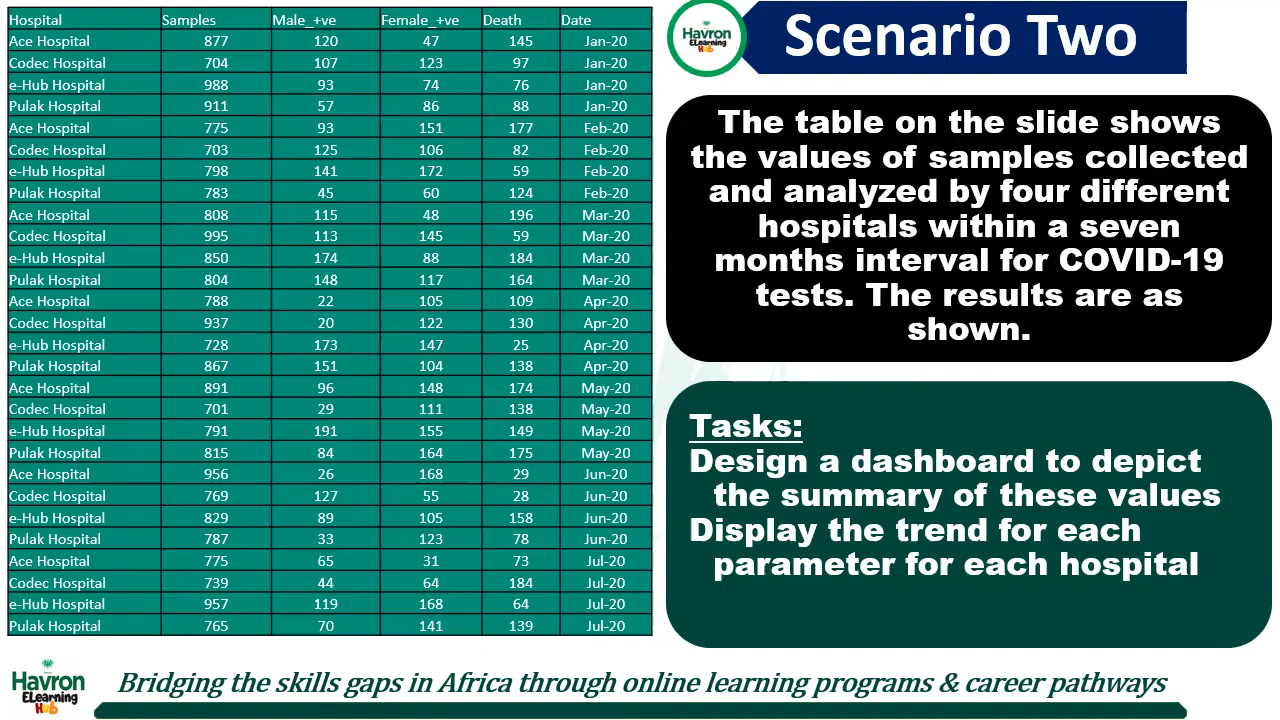 Hospital Samples Male_+ve Female_+ve Death Date
Ace Hospital 877 120 47 145 Jan-20
Codec Hospital 704 107 123 97 Jan-20
e-Hub Hospital 988 93 74 76 Jan-20
Pulak Hospital 911 57 86 88 Jan-20
Ace Hospital 775 93 151 177 Feb-20
Codec Hospital 703 125 106 82 Feb-20
e-Hub Hospital 798 141 172 59 Feb-20
Pulak Hospital 783 45 60 124 Feb-20
Ace Hospital 808 115 48 196 Mar-20
Codec Hospital 995 113 145 59 Mar-20
e-Hub Hospital 850 174 88 184 Mar-20
Pulak Hospital 804 148 117 164 Mar-20
Ace Hospital 788 22 105 109 Apr-20
Codec Hospital 937 20 122 130 Apr-20
e-Hub Hospital 728 173 147 25 Apr-20
Pulak Hospital 867 151 104 138 Apr-20
Ace Hospital 891 96 148 174 May-20
Codec Hospital 701 29 111 138 May-20
e-Hub Hospital 791 191 155 149 May-20
Pulak Hospital 815 84 164 175 May-20
Ace Hospital 956 26 168 29 Jun-20
Codec Hospital 769 127 55 28 Jun-20
e-Hub Hospital 829 89 105 158 Jun-20
Pulak Hospital 787 33 123 78 Jun-20
Ace Hospital 775 65 31 73 Jul-20
Codec Hospital 739 44 64 184 Jul-20
e-Hub Hospital 957 119 168 64 Jul-20
Pulak Hospital 765 70 141 139 Jul-20
Havron
ELearning
Hub
Scenario Two
The table on the slide shows
the values of samples collected
and analyzed by four different
hospitals within a seven
months interval for COVID-19
tests. The results are as
shown.
Tasks:
Design a dashboard to depict
the summary of these values
Display the trend for each
parameter for each hospital
Havron
ELearning
Hub
Bridging the skills gaps in Africa through online learning programs & career pathways